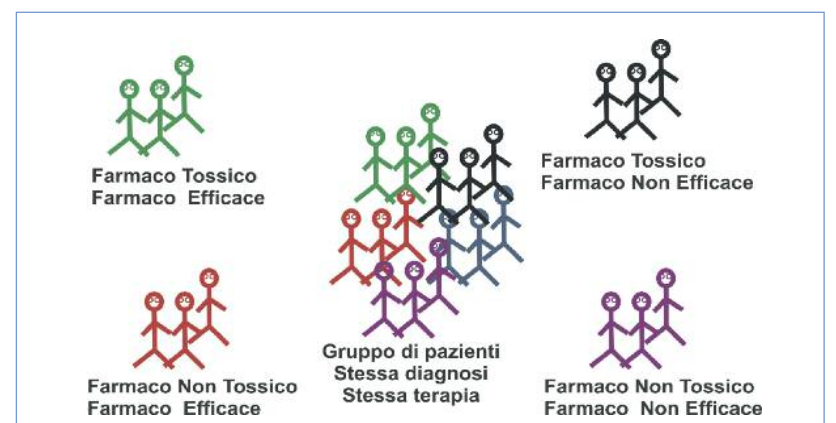 Farmaco Tossico
Farmaco Efficace
Farmaco Tossico
Farmaco Non Efficace
Gruppo di pazienti
Stessa diagnosi
Stessa terapia
Farmaco Non Tossico
Farmaco Efficace
Farmaco Non Tossico
Farmaco Non Efficace